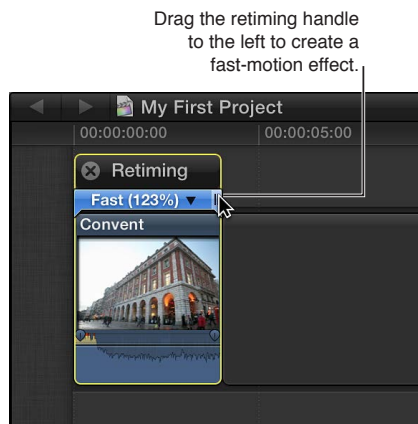 Drag the retiming handle
to the left to create a
fast-motion effect.
My First Project
00:00:00:00
00:00:05:00
Retiming
Fast (123%)
Convent